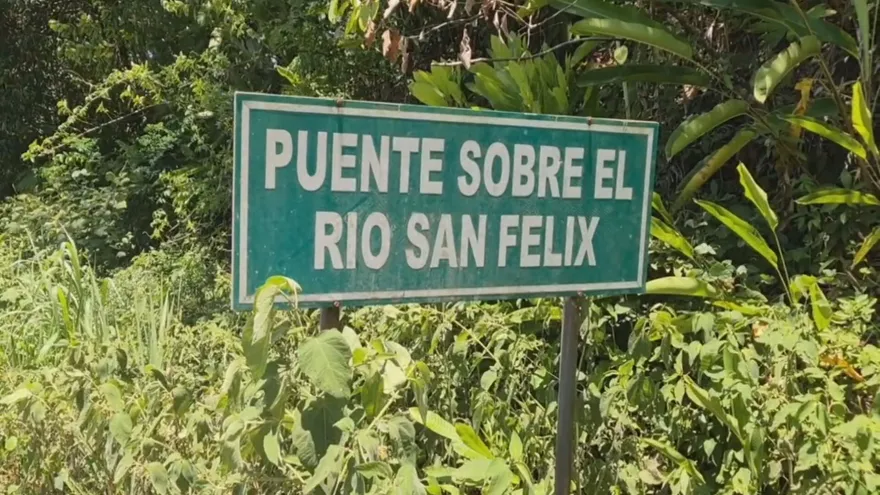 PUENTE SOBRE EL
RIO SAN FELIX